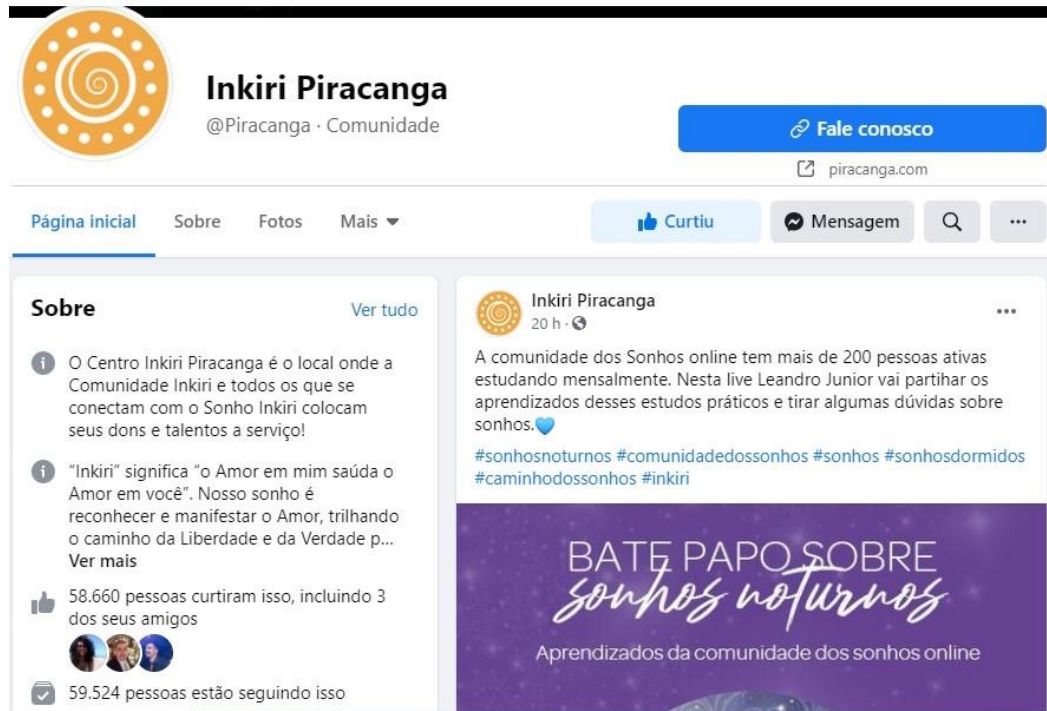 Inkiri Piracanga
@Piracanga · Comunidade
Fale conosco
piracanga.com
Página inicial
Sobre
Fotos
Mais
Curtiu
Mensagem
Sobre
Ver tudo
O Centro Inkiri Piracanga é o local onde a
Comunidade Inkiri e todos os que se
conectam com o Sonho Inkiri colocam
seus dons e talentos a serviço!
“Inkiri” significa “o Amor em mim saúda o
Amor em você”. Nosso sonho é
reconhecer e manifestar o Amor, trilhando
o caminho da Liberdade e da Verdade p...
Ver mais
58.660 pessoas curtiram isso, incluindo 3
dos seus amigos
59.524 pessoas estão seguindo isso
Inkiri Piracanga
20 h ·
A comunidade dos Sonhos online tem mais de 200 pessoas ativas
estudando mensalmente. Nesta live Leandro Junior vai partihar os
aprendizados desses estudos práticos e tirar algumas dúvidas sobre
sonhos.💙
#sonhosnoturnos #comunidadedossonhos #sonhos #sonhosdormidos
#caminhodossonhos #inkiri
BATE PAPO SOBRE
sonhos noturnos
Aprendizados da comunidade dos sonhos online